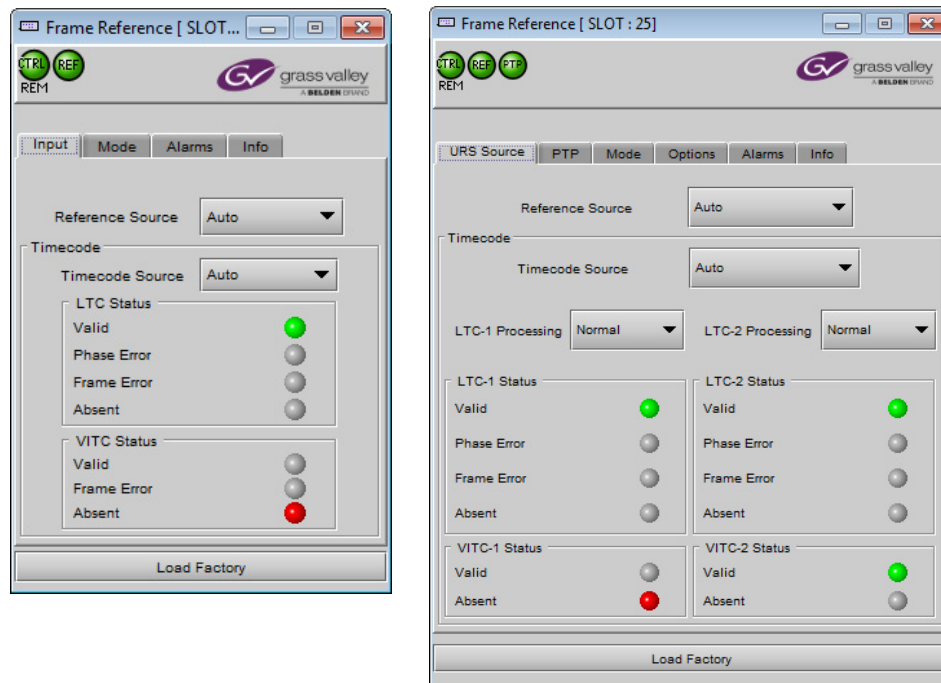 Frame Reference [ SLOT...
CTRL REF
REM
GV grassvalley
A BELDEN BRAND
Input Mode Alarms Info
Reference Source Auto
Timecode
Timecode Source Auto
LTC Status
Valid
Phase Error
Frame Error
Absent
VITC Status
Valid
Frame Error
Absent
Load Factory
Frame Reference [ SLOT : 25]
CTRL REF PTP
REM
GV grassvalley
A BELDEN BRAND
URS Source PTP Mode Options Alarms Info
Reference Source Auto
Timecode
Timecode Source Auto
LTC-1 Processing Normal LTC-2 Processing Normal
LTC-1 Status LTC-2 Status
Valid Valid
Phase Error Phase Error
Frame Error Frame Error
Absent Absent
VITC-1 Status VITC-2 Status
Valid Valid
Absent Absent
Load Factory